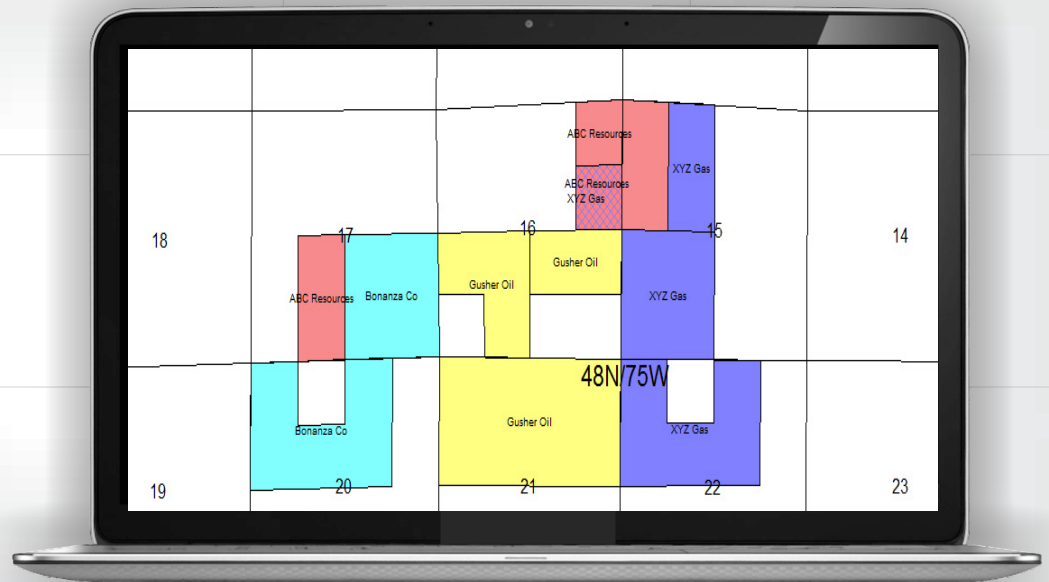 ABC Resources
XYZ Gas
ABC Resources
XYZ Gas
18
17
16
15
14
Gusher Oil
Gusher Oil
ABC Resources
Bonanza Co
XYZ Gas
48N/75W
Gusher Oil
Bonanza Co
XYZ Gas
19
20
21
22
23